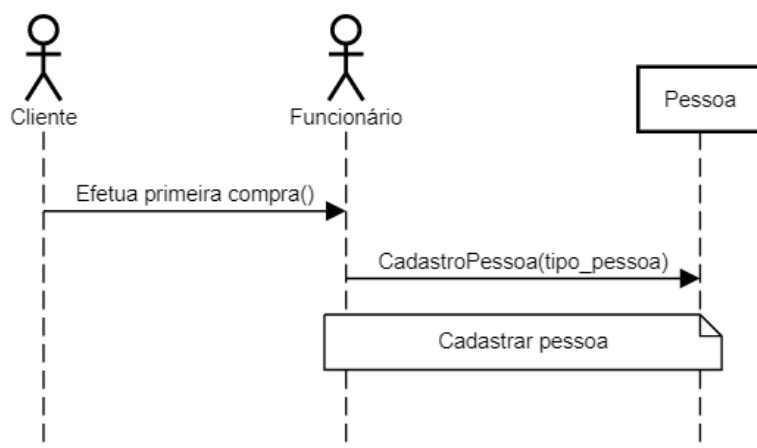 Cliente
Funcionário
Pessoa
Efetua primeira compra()
CadastroPessoa(tipo_pessoa)
Cadastrar pessoa